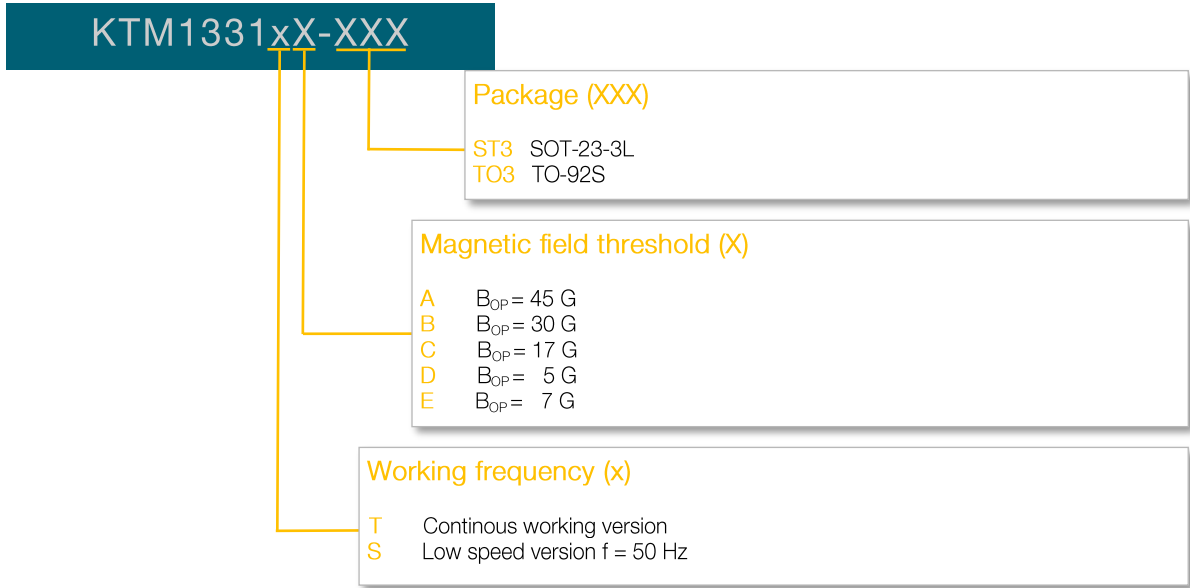 KTM1331xX-XXX
Package (XXX)
ST3 SOT-23-3L
TO3 TO-92S
Magnetic field threshold (X)
A BOP = 45 G
B BOP = 30 G
C BOP = 17 G
D BOP = 5 G
E BOP = 7 G
Working frequency (x)
T Continous working version
S Low speed version f = 50 Hz